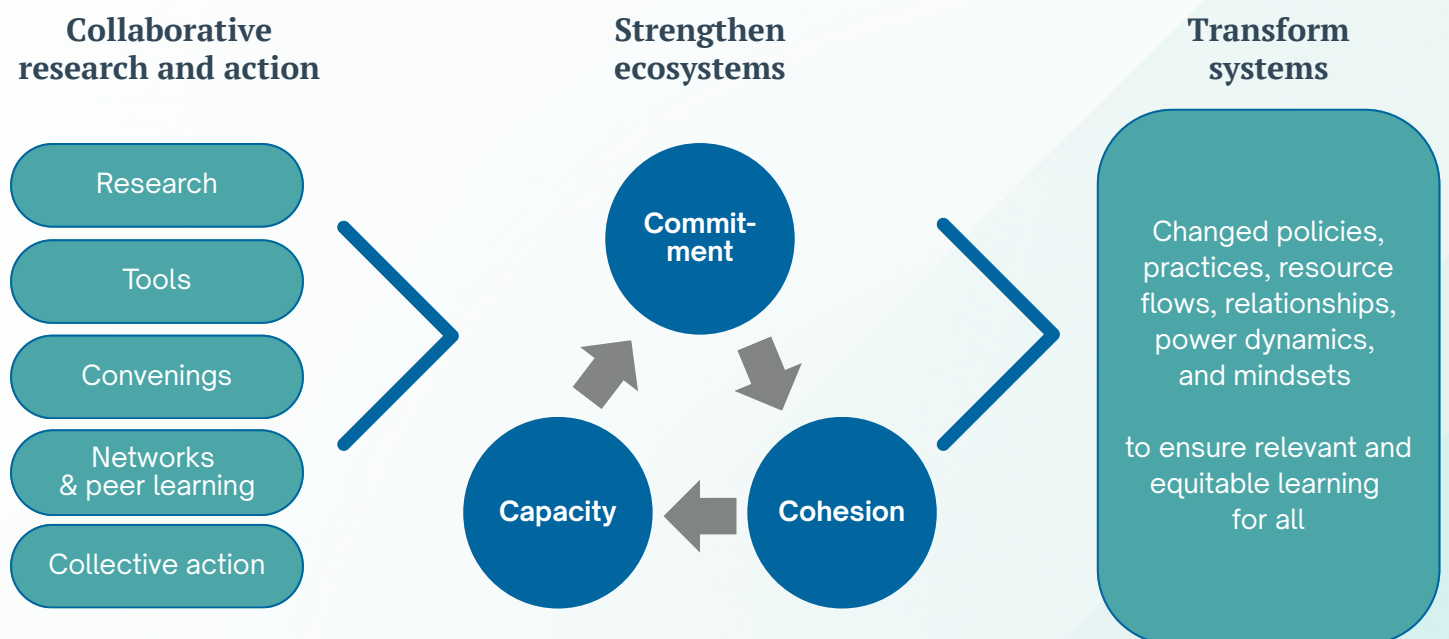 Collaborative
research and action
Research
Tools
Convenings
Networks
& peer learning
Collective action
Strengthen
ecosystems
Commit-
ment
Capacity
Cohesion
Transform
systems
Changed policies,
practices, resource
flows, relationships,
power dynamics,
and mindsets
to ensure relevant and
equitable learning
for all